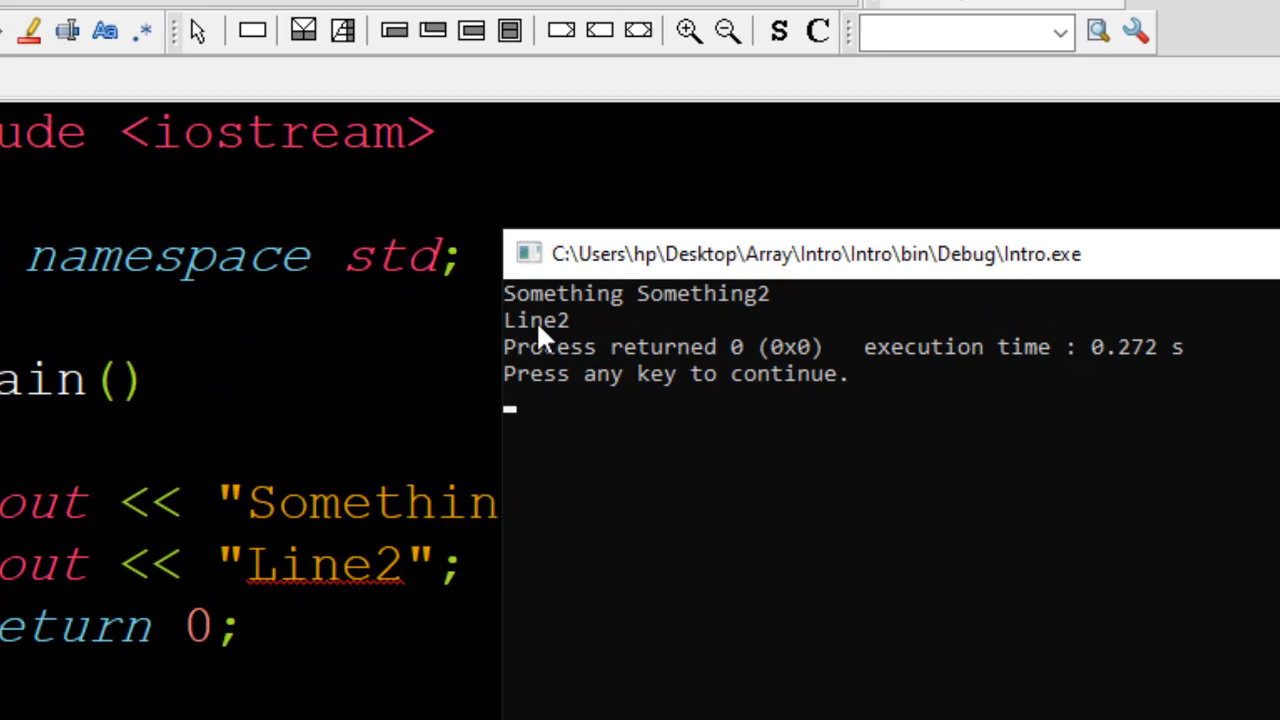 S C
ude <iostream>
namespace std;
C:\Users\hp\Desktop\Array\Intro\Intro\bin\Debug\Intro.exe
Something Something2
Line2
Process returned 0 (0x0)   execution time : 0.272 s
Press any key to continue.
ain()
out << "Somethin
out << "Line2";
eturn 0;